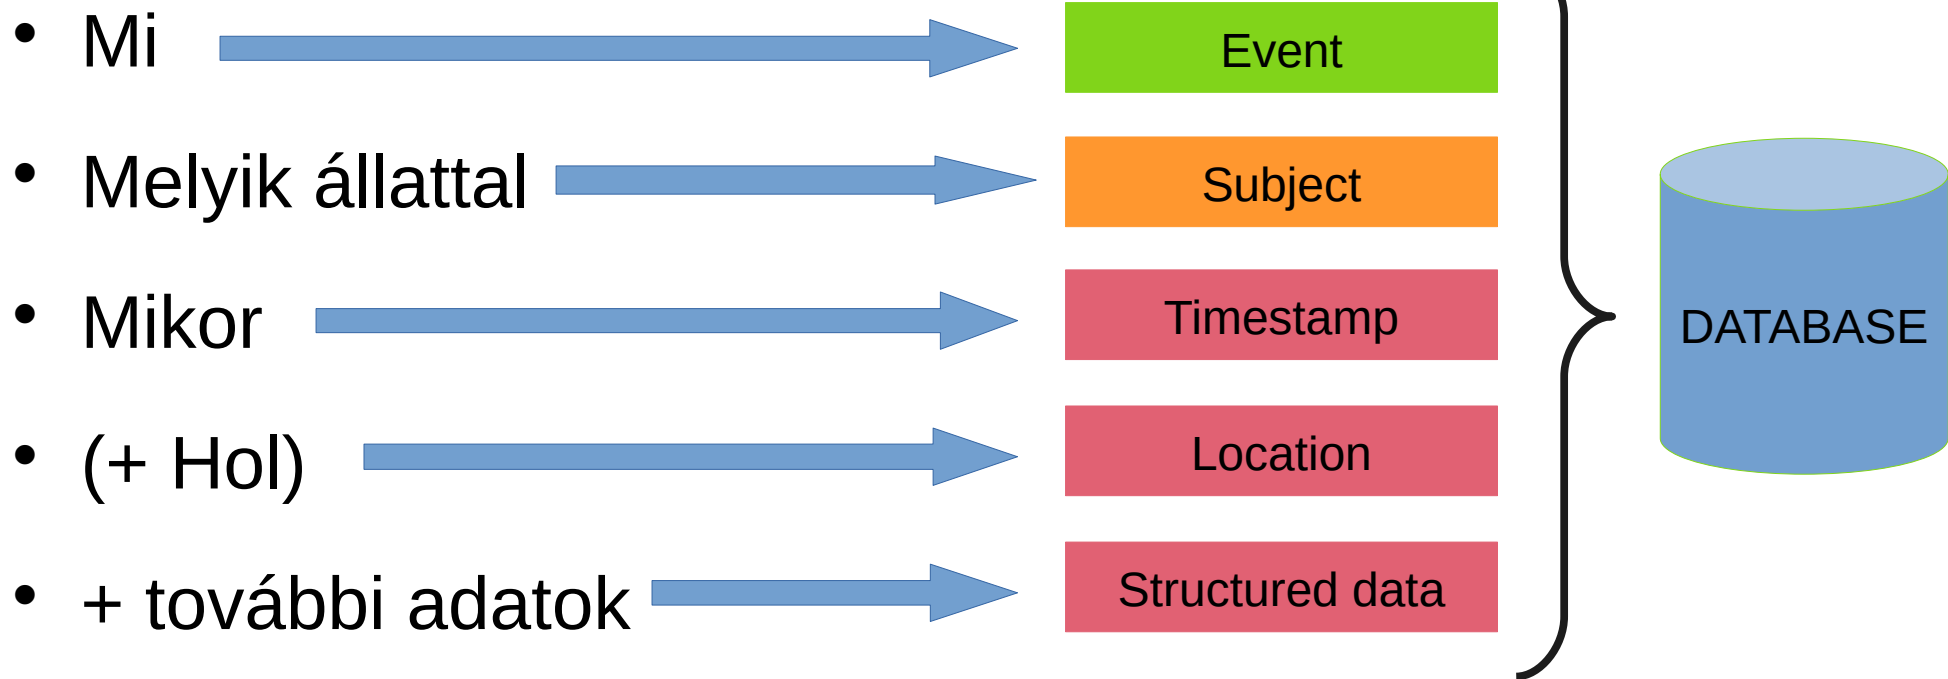 • Mi
Event
• Melyik állattal
Subject
• Mikor
Timestamp
• (+ Hol)
Location
• + további adatok
Structured data
DATABASE